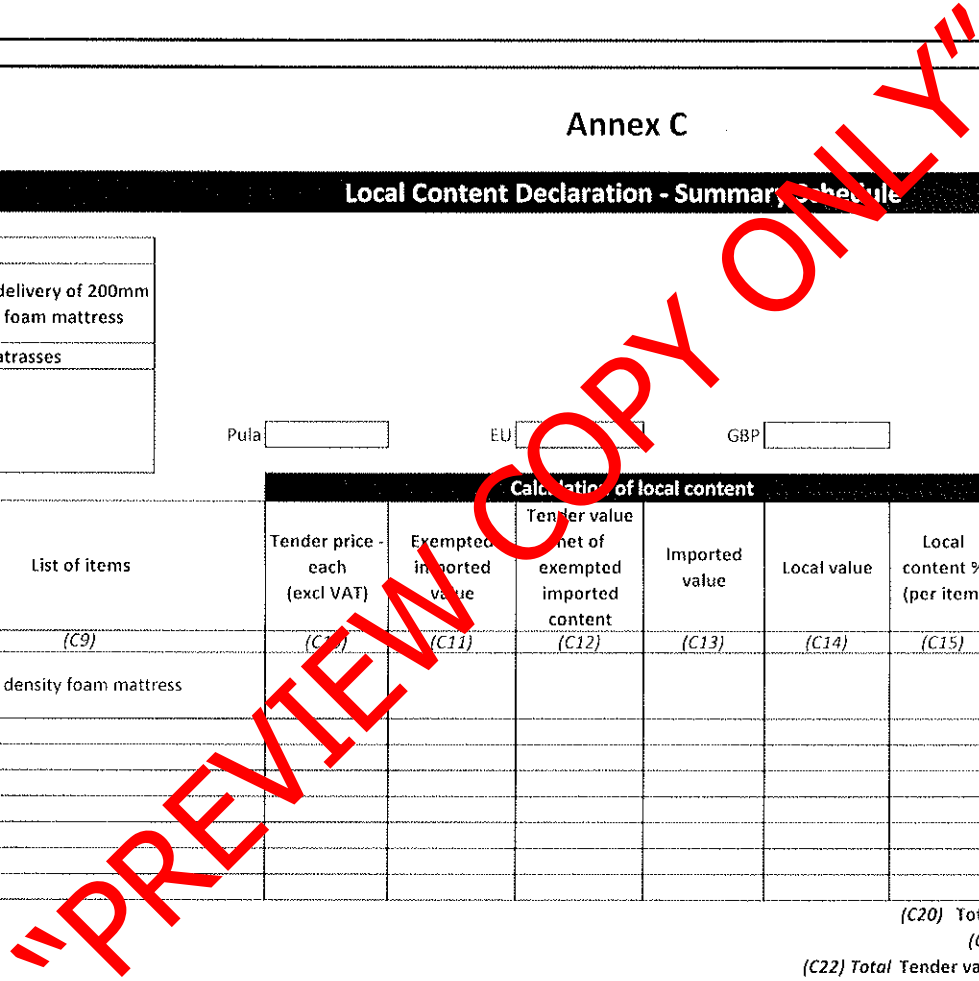 Annex C
Local Content Declaration - Summary Schedule
delivery of 200mm
foam mattress
atrasses
Pula
EU
GBP
Calculation of local content
List of items
Tender price -
each
(excl VAT)
Exempted
imported
value
Tender value
net of
exempted
imported
content
Imported
value
Local value
Local
content %
(per item
(C9)
(C10)
(C11)
(C12)
(C13)
(C14)
(C15)
density foam mattress
(C20) Tot
(C
(C22) Total Tender va
"PREVIEW COPY ONLY"